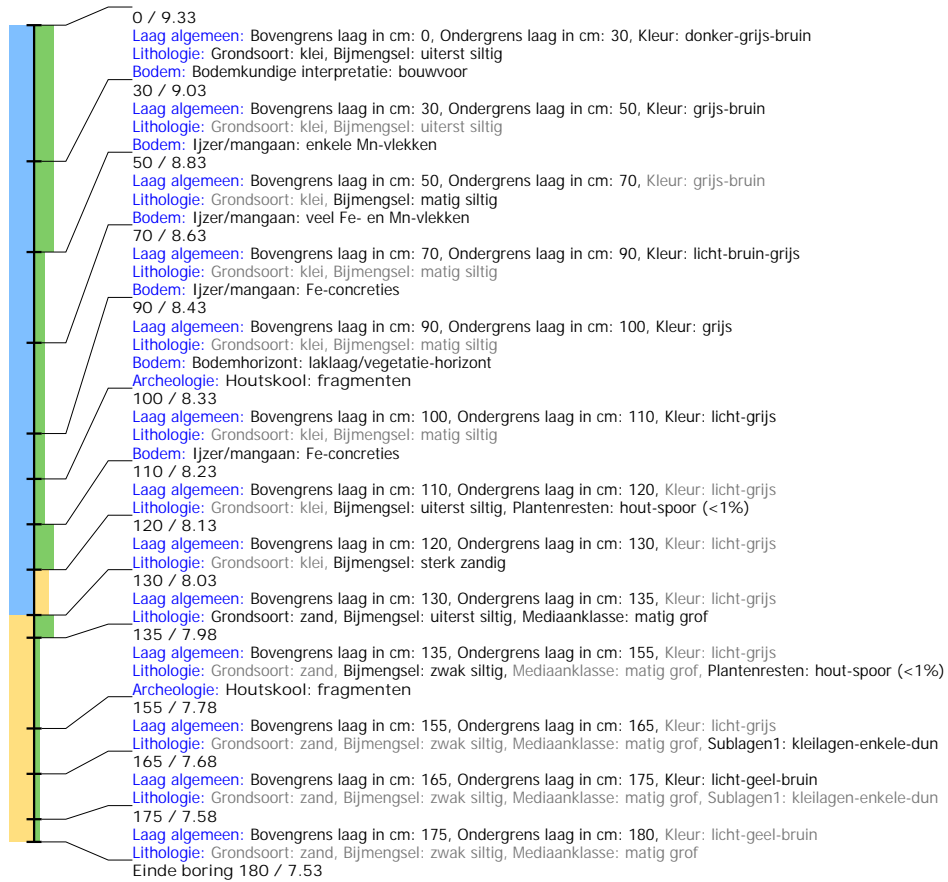 0 / 9.33
Laag algemeen: Bovengrens laag in cm: 0, Ondergrens laag in cm: 30, Kleur: donker-grijs-bruin
Lithologie: Grondsoort: klei, Bijmengsel: uiterst siltig
Bodem: Bodemkundige interpretatie: bouwvoor
30 / 9.03
Laag algemeen: Bovengrens laag in cm: 30, Ondergrens laag in cm: 50, Kleur: grijs-bruin
Lithologie: Grondsoort: klei, Bijmengsel: uiterst siltig
Bodem: Ijzer/mangaan: enkele Mn-vlekken
50 / 8.83
Laag algemeen: Bovengrens laag in cm: 50, Ondergrens laag in cm: 70, Kleur: grijs-bruin
Lithologie: Grondsoort: klei, Bijmengsel: matig siltig
Bodem: Ijzer/mangaan: veel Fe- en Mn-vlekken
70 / 8.63
Laag algemeen: Bovengrens laag in cm: 70, Ondergrens laag in cm: 90, Kleur: licht-bruin-grijs
Lithologie: Grondsoort: klei, Bijmengsel: matig siltig
Bodem: Ijzer/mangaan: Fe-concreties
90 / 8.43
Laag algemeen: Bovengrens laag in cm: 90, Ondergrens laag in cm: 100, Kleur: grijs
Lithologie: Grondsoort: klei, Bijmengsel: matig siltig
Bodem: Bodemhorizont: laklaag/vegetatie-horizont
Archeologie: Houtskool: fragmenten
100 / 8.33
Laag algemeen: Bovengrens laag in cm: 100, Ondergrens laag in cm: 110, Kleur: licht-grijs
Lithologie: Grondsoort: klei, Bijmengsel: matig siltig
Bodem: Ijzer/mangaan: Fe-concreties
110 / 8.23
Laag algemeen: Bovengrens laag in cm: 110, Ondergrens laag in cm: 120, Kleur: licht-grijs
Lithologie: Grondsoort: klei, Bijmengsel: uiterst siltig, Plantenresten: hout-spoor (<1%)
120 / 8.13
Laag algemeen: Bovengrens laag in cm: 120, Ondergrens laag in cm: 130, Kleur: licht-grijs
Lithologie: Grondsoort: klei, Bijmengsel: sterk zandig
130 / 8.03
Laag algemeen: Bovengrens laag in cm: 130, Ondergrens laag in cm: 135, Kleur: licht-grijs
Lithologie: Grondsoort: zand, Bijmengsel: uiterst siltig, Mediaanklasse: matig grof
135 / 7.98
Laag algemeen: Bovengrens laag in cm: 135, Ondergrens laag in cm: 155, Kleur: licht-grijs
Lithologie: Grondsoort: zand, Bijmengsel: zwak siltig, Mediaanklasse: matig grof, Plantenresten: hout-spoor (<1%)
Archeologie: Houtskool: fragmenten
155 / 7.78
Laag algemeen: Bovengrens laag in cm: 155, Ondergrens laag in cm: 165, Kleur: licht-grijs
Lithologie: Grondsoort: zand, Bijmengsel: zwak siltig, Mediaanklasse: matig grof, Sublagen1: kleilagen-enkele-dun
165 / 7.68
Laag algemeen: Bovengrens laag in cm: 165, Ondergrens laag in cm: 175, Kleur: licht-geel-bruin
Lithologie: Grondsoort: zand, Bijmengsel: zwak siltig, Mediaanklasse: matig grof, Sublagen1: kleilagen-enkele-dun
175 / 7.58
Laag algemeen: Bovengrens laag in cm: 175, Ondergrens laag in cm: 180, Kleur: licht-geel-bruin
Lithologie: Grondsoort: zand, Bijmengsel: zwak siltig, Mediaanklasse: matig grof
Einde boring 180 / 7.53